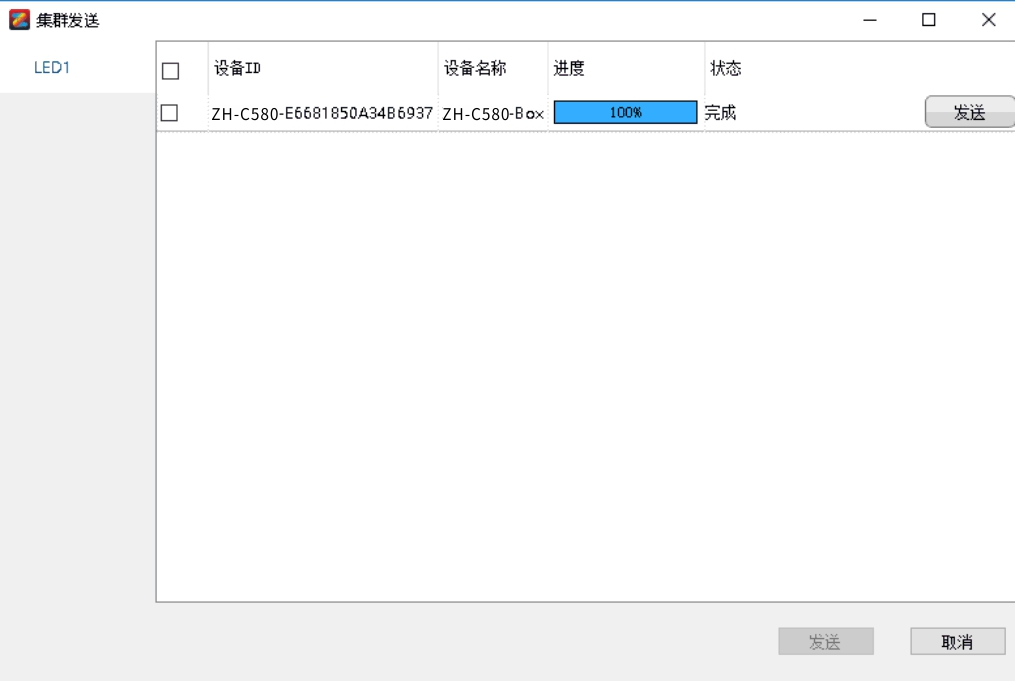 集群发送
LED1
设备ID 设备名称 进度 状态
ZH-C580-E6681850A34B6937 ZH-C580-Box 100% 完成 发送
发送 取消